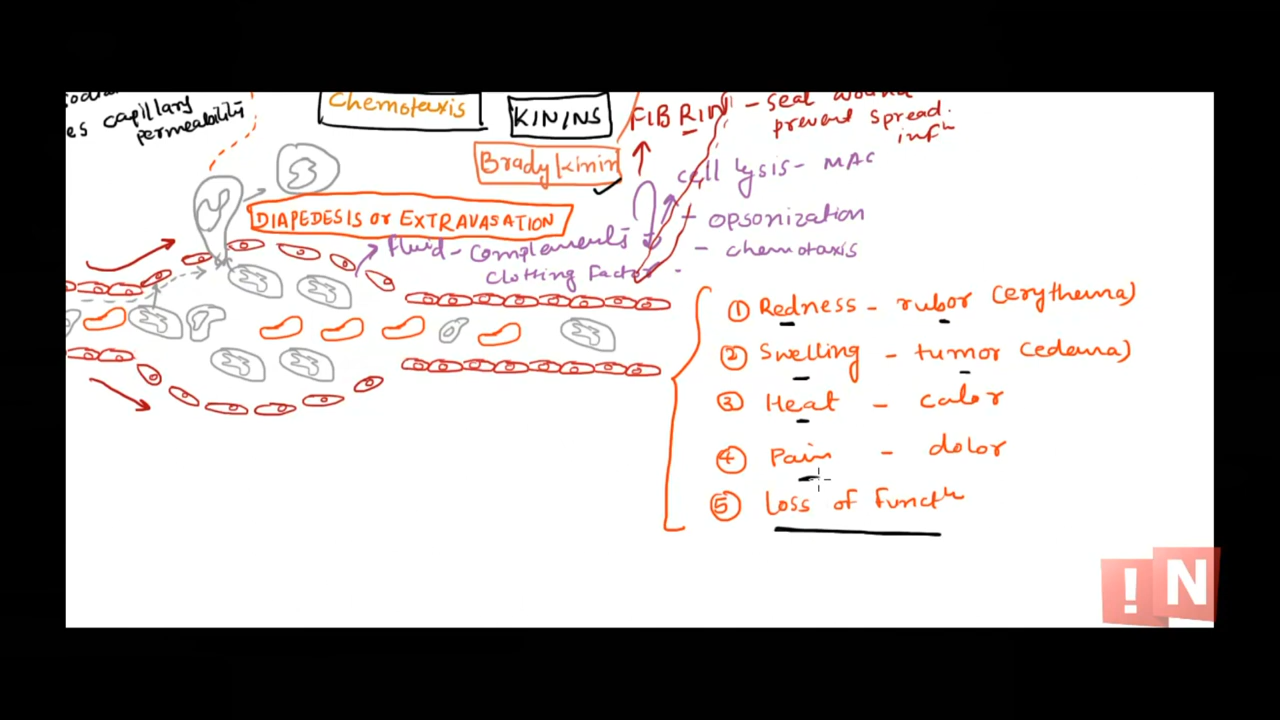 es capillary
permeability
Chemotaxis
KININS
FIBRIN - seal wound
prevent spread.
infⁿ
Bradykinin
cell lysis - MAC
DIAPEDESIS or EXTRAVASATION
- opsonization
fluid - complements
- chemotaxis
clotting Factor -
① Redness - rubor (erythema)
② Swelling - tumor (edema)
③ Heat - calor
④ Pain - dolor
⑤ Loss of Functⁿ
!N